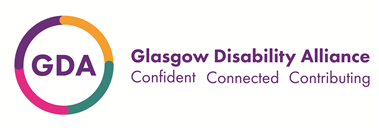 GDA
Glasgow Disability Alliance
Confident Connected Contributing